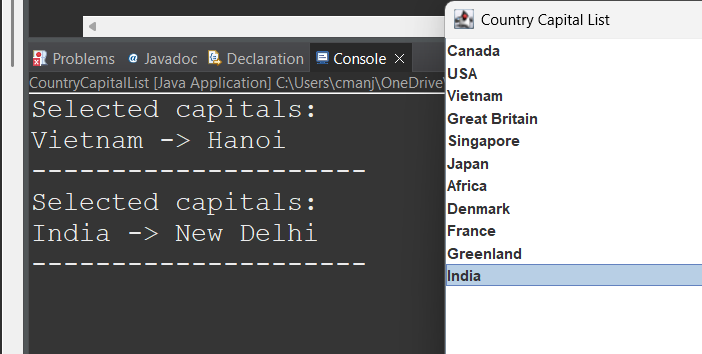 Problems @ Javadoc Declaration Console ×
CountryCapitalList [Java Application] C:\Users\cmanj\OneDrive\
Selected capitals:
Vietnam -> Hanoi
---------------------
Selected capitals:
India -> New Delhi
---------------------
Country Capital List
Canada
USA
Vietnam
Great Britain
Singapore
Japan
Africa
Denmark
France
Greenland
India